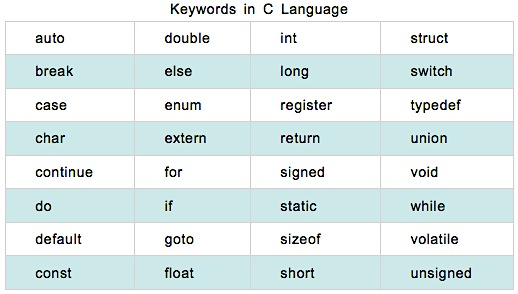 Keywords in C Language
auto double int struct
break else long switch
case enum register typedef
char extern return union
continue for signed void
do if static while
default goto sizeof volatile
const float short unsigned